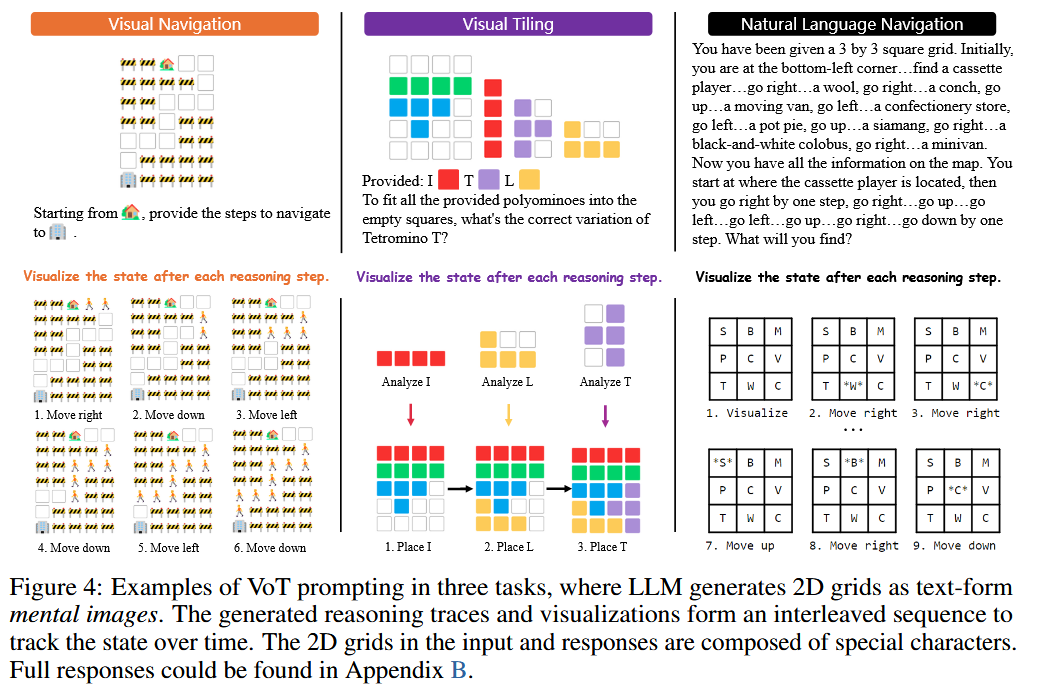 Visual Navigation
Starting from , provide the steps to navigate
to .
Visualize the state after each reasoning step.
1. Move right
2. Move down
3. Move left
4. Move down
5. Move left
6. Move down
Visual Tiling
Provided: I T L
To fit all the provided polyominoes into the
empty squares, what's the correct variation of
Tetromino T?
Visualize the state after each reasoning step.
Analyze I
Analyze L
Analyze T
1. Place I
2. Place L
3. Place T
Natural Language Navigation
You have been given a 3 by 3 square grid. Initially,
you are at the bottom-left corner…find a cassette
player…go right…a wool, go right…a conch, go
up…a moving van, go left…a confectionery store,
go left…a pot pie, go up…a siamang, go right…a
black-and-white colobus, go right…a minivan.
Now you have all the information on the map. You
start at where the cassette player is located, then
you go right by one step, go right…go up…go
left…go left…go up…go right…go down by one
step. What will you find?
Visualize the state after each reasoning step.
S B M
P C V
T W C
1. Visualize
S B M
P C V
T *W* C
2. Move right
S B M
P C V
T W *C*
3. Move right
...
*S* B M
P C V
T W C
7. Move up
S *B* M
P C V
T W C
8. Move right
S B M
P *C* V
T W C
9. Move down
Figure 4: Examples of VoT prompting in three tasks, where LLM generates 2D grids as text-form
mental images. The generated reasoning traces and visualizations form an interleaved sequence to
track the state over time. The 2D grids in the input and responses are composed of special characters.
Full responses could be found in Appendix B.